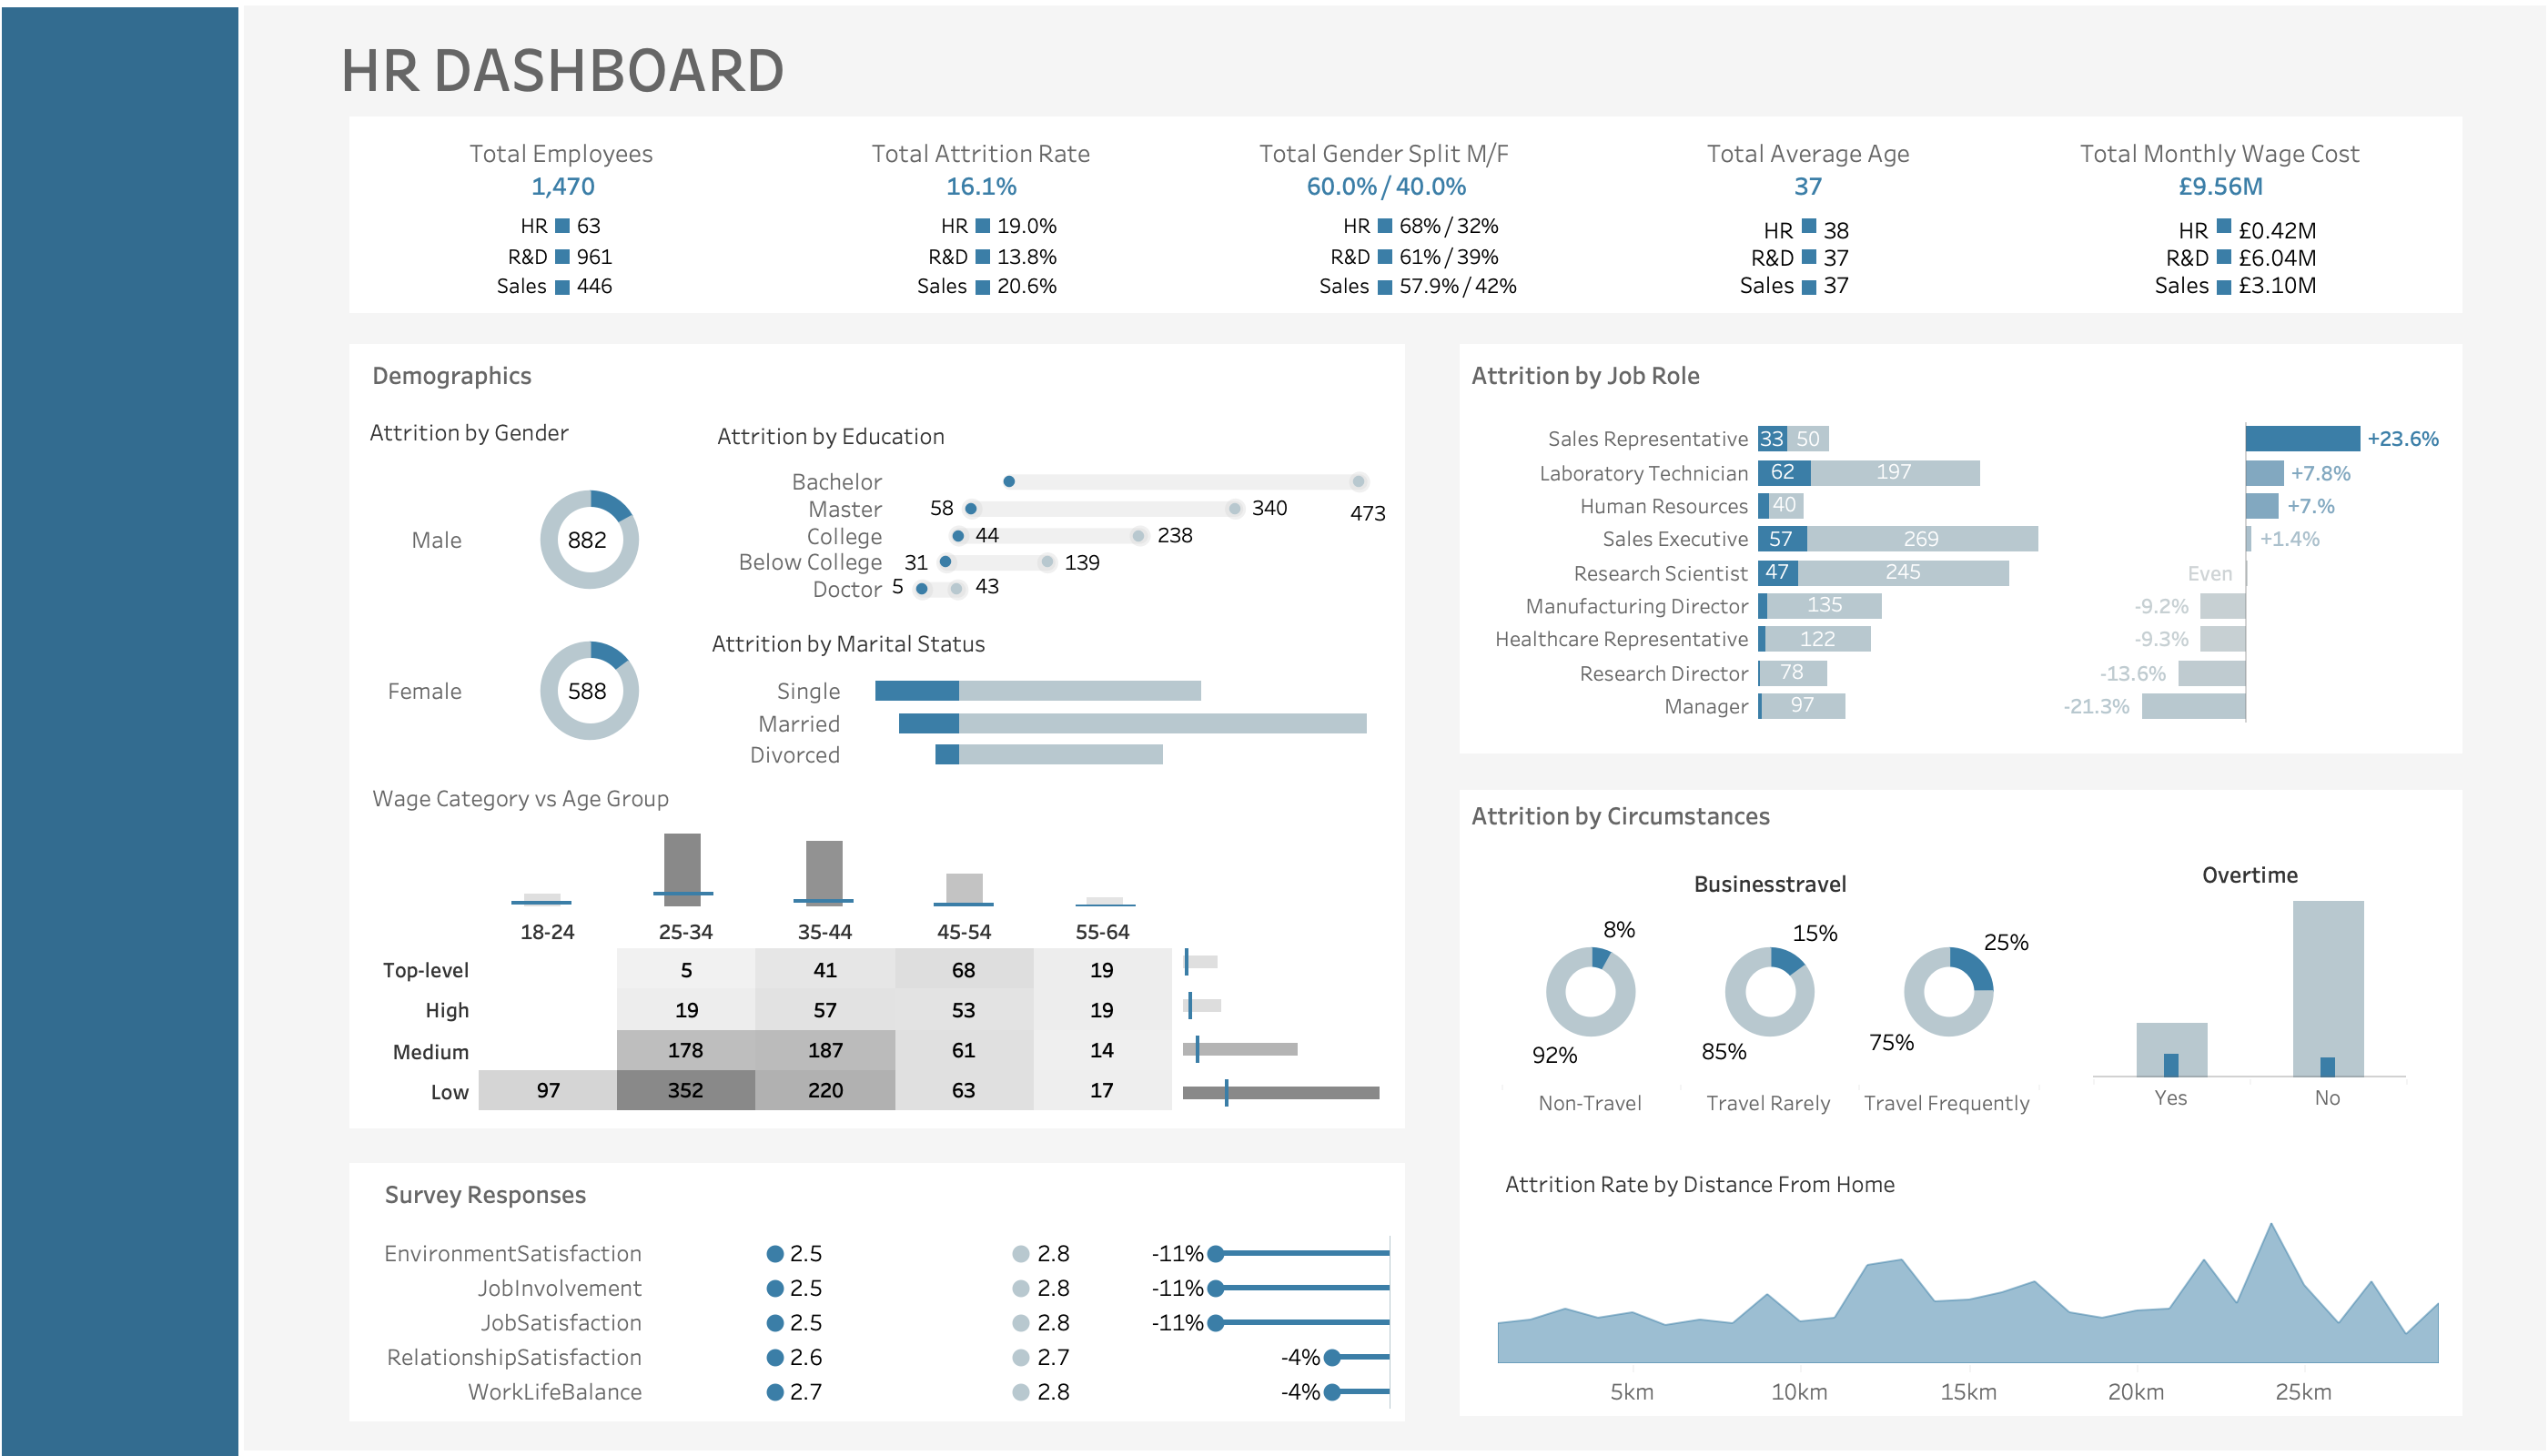 HR DASHBOARD
Total Employees
1,470
HR 63
R&D 961
Sales 446
Total Attrition Rate
16.1%
HR 19.0%
R&D 13.8%
Sales 20.6%
Total Gender Split M/F
60.0% / 40.0%
HR 68% / 32%
R&D 61% / 39%
Sales 57.9% / 42%
Total Average Age
37
HR 38
R&D 37
Sales 37
Total Monthly Wage Cost
£9.56M
HR £0.42M
R&D £6.04M
Sales £3.10M
Demographics
Attrition by Gender
Male 882
Female 588
Attrition by Education
Bachelor
Master 58 340
473
College 44 238
Below College 31 139
Doctor 5 43
Attrition by Marital Status
Single
Married
Divorced
Wage Category vs Age Group
18-24 25-34 35-44 45-54 55-64
Top-level 5 41 68 19
High 19 57 53 19
Medium 178 187 61 14
Low 97 352 220 63 17
Survey Responses
EnvironmentSatisfaction 2.5 2.8 -11%
JobInvolvement 2.5 2.8 -11%
JobSatisfaction 2.5 2.8 -11%
RelationshipSatisfaction 2.6 2.7 -4%
WorkLifeBalance 2.7 2.8 -4%
Attrition by Job Role
Sales Representative 33 50 +23.6%
Laboratory Technician 62 197 +7.8%
Human Resources 40 +7.%
Sales Executive 57 269 +1.4%
Research Scientist 47 245 Even
Manufacturing Director 135 -9.2%
Healthcare Representative 122 -9.3%
Research Director 78 -13.6%
Manager 97 -21.3%
Attrition by Circumstances
Businesstravel
8% 15% 25%
92% 85% 75%
Non-Travel Travel Rarely Travel Frequently
Overtime
Yes No
Attrition Rate by Distance From Home
5km 10km 15km 20km 25km